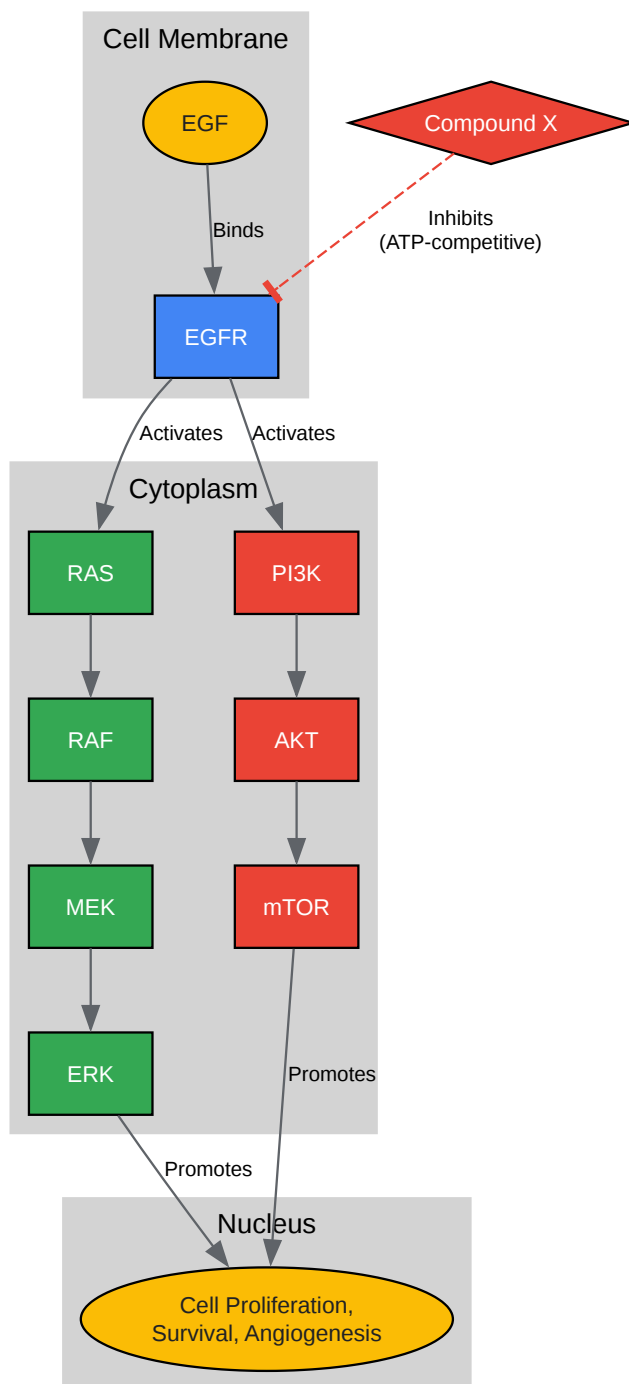 Cell Membrane
EGF
Compound X
Binds
Inhibits
(ATP-competitive)
EGFR
Activates
Activates
Cytoplasm
RAS
PI3K
RAF
AKT
MEK
mTOR
ERK
Promotes
Promotes
Nucleus
Cell Proliferation,
Survival, Angiogenesis